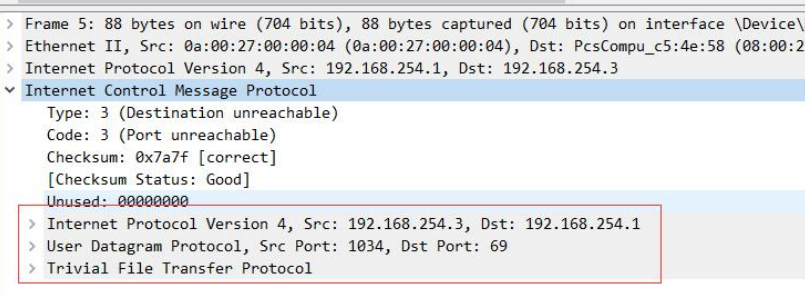 Frame 5: 88 bytes on wire (704 bits), 88 bytes captured (704 bits) on interface \Device\
Ethernet II, Src: 0a:00:27:00:00:04 (0a:00:27:00:00:04), Dst: PcsCompu_c5:4e:58 (08:00:2
Internet Protocol Version 4, Src: 192.168.254.1, Dst: 192.168.254.3
Internet Control Message Protocol
Type: 3 (Destination unreachable)
Code: 3 (Port unreachable)
Checksum: 0x7a7f [correct]
[Checksum Status: Good]
Unused: 00000000
Internet Protocol Version 4, Src: 192.168.254.3, Dst: 192.168.254.1
User Datagram Protocol, Src Port: 1034, Dst Port: 69
Trivial File Transfer Protocol